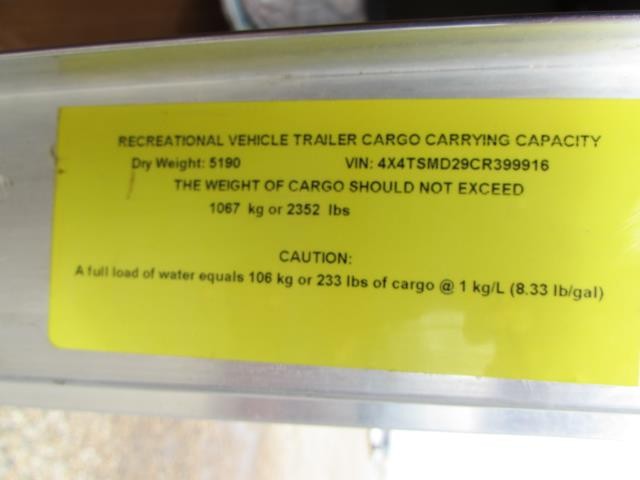 RECREATIONAL VEHICLE TRAILER CARGO CARRYING CAPACITY
Dry Weight: 5190 VIN: 4X4TSMD29CR399916
THE WEIGHT OF CARGO SHOULD NOT EXCEED
1067 kg or 2352 lbs
CAUTION:
A full load of water equals 106 kg or 233 lbs of cargo @ 1 kg/L (8.33 lb/gal)